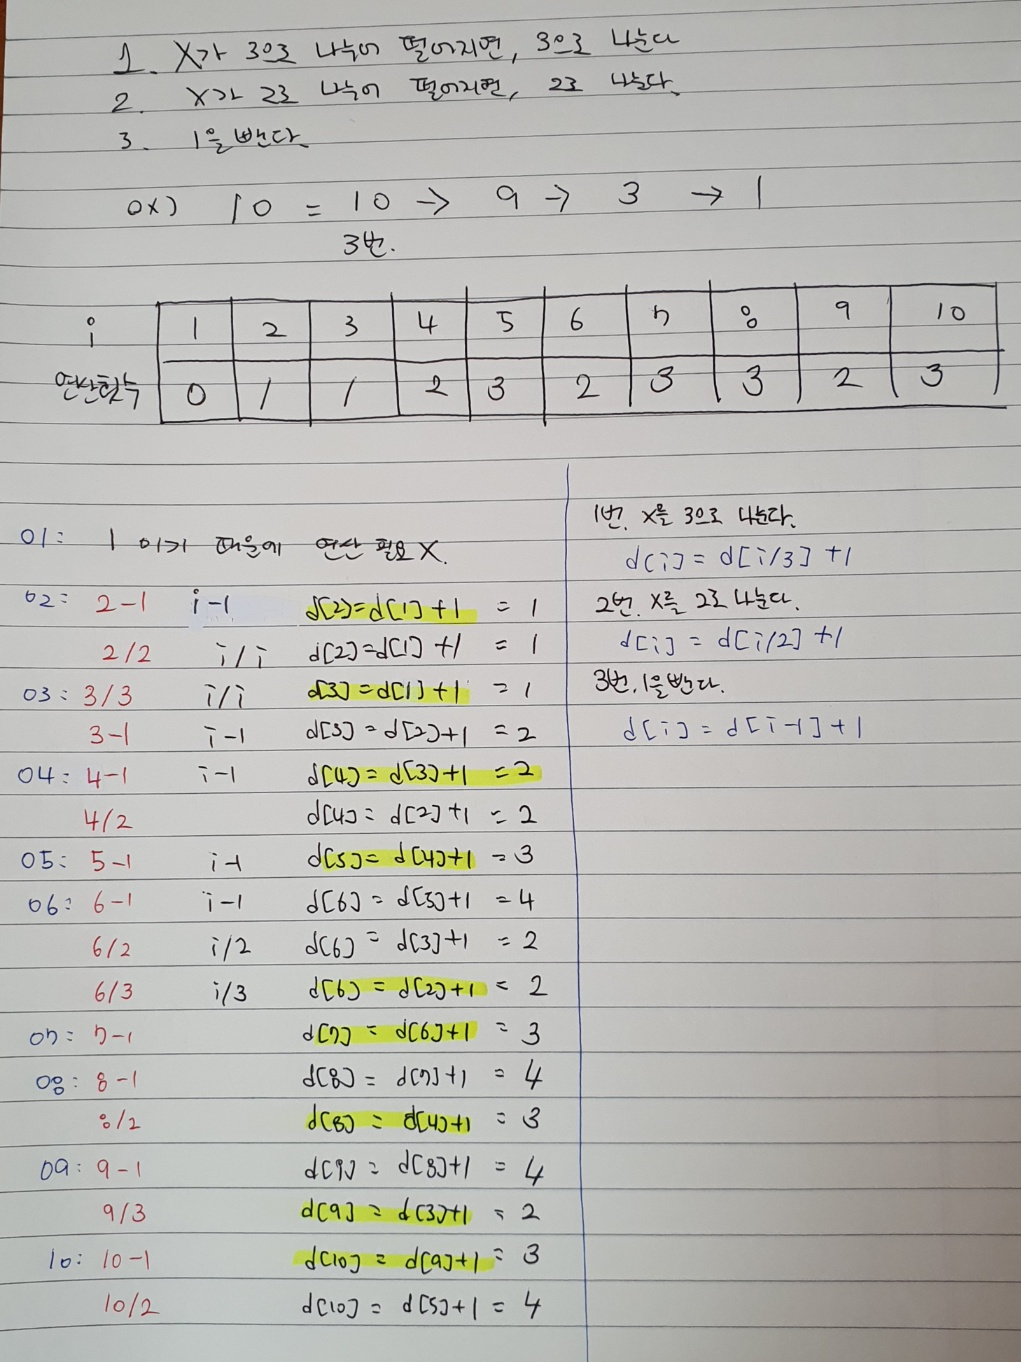 1. X가 3으로 나누어 떨어지면, 3으로 나눈다
2. X가 2로 나누어 떨어지면, 2로 나눈다.
3. 1을 뺀다.
ex) 10 = 10 → 9 → 3 → 1
3번.
i 1 2 3 4 5 6 7 8 9 10
연산횟수 0 1 1 2 3 2 3 3 2 3
01: 1 이기 때문에 연산 필요 X.
02: 2-1 i-1 d[2]=d[1]+1 = 1
2/2 i/i d[2]=d[1]+1 = 1
03: 3/3 i/i d[3]=d[1]+1 = 1
3-1 i-1 d[3]=d[2]+1 = 2
04: 4-1 i-1 d[4]=d[3]+1 = 2
4/2 d[4]=d[2]+1 = 2
05: 5-1 i-1 d[5]=d[4]+1 = 3
06: 6-1 i-1 d[6]=d[5]+1 = 4
6/2 i/2 d[6]=d[3]+1 = 2
6/3 i/3 d[6]=d[2]+1 = 2
07: 7-1 d[7]=d[6]+1 = 3
08: 8-1 d[8]=d[7]+1 = 4
8/2 d[8]=d[4]+1 = 3
09: 9-1 d[9]=d[8]+1 = 4
9/3 d[9]=d[3]+1 = 2
10: 10-1 d[10]=d[9]+1 = 3
10/2 d[10]=d[5]+1 = 4
1번. X를 3으로 나눈다.
d[i]=d[i/3]+1
2번. X를 2로 나눈다.
d[i]=d[i/2]+1
3번. 1을 뺀다.
d[i]=d[i-1]+1